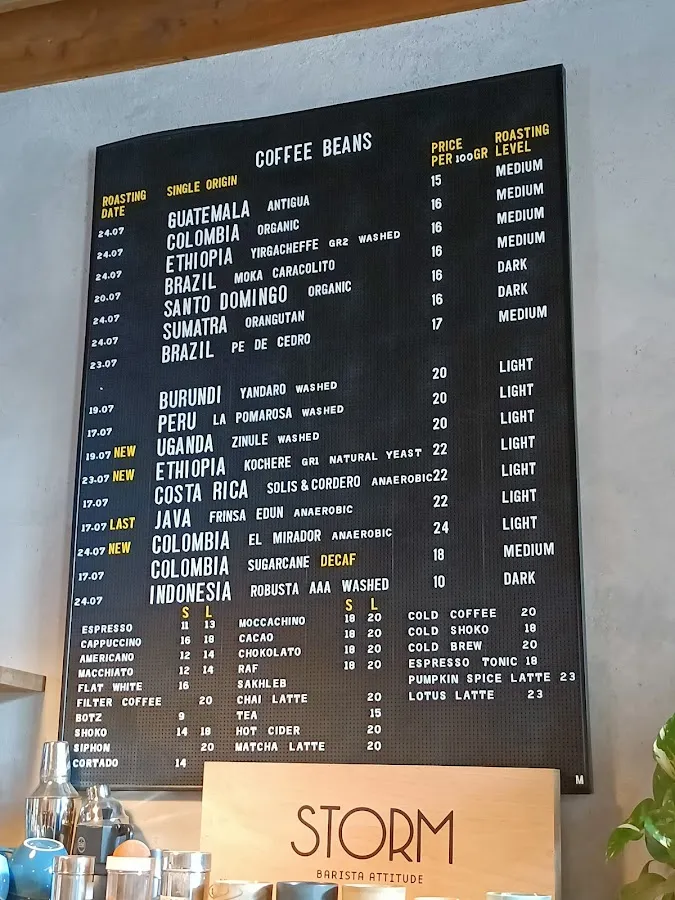 COFFEE BEANS
ROASTING DATE SINGLE ORIGIN PRICE PER 100GR ROASTING LEVEL
24.07 GUATEMALA ANTIGUA 15 MEDIUM
24.07 COLOMBIA ORGANIC 16 MEDIUM
24.07 ETHIOPIA YIRGACHEFFE GR2 WASHED 16 MEDIUM
20.07 BRAZIL MOKA CARACOLITO 16 MEDIUM
24.07 SANTO DOMINGO ORGANIC 16 DARK
24.07 SUMATRA ORANGUTAN 16 DARK
23.07 BRAZIL PE DE CEDRO 17 MEDIUM
19.07 BURUNDI YANDARO WASHED 20 LIGHT
17.07 PERU LA POMAROSA WASHED 20 LIGHT
19.07 NEW UGANDA ZINULE WASHED 20 LIGHT
23.07 NEW ETHIOPIA KOCHERE GR1 NATURAL YEAST 22 LIGHT
17.07 COSTA RICA SOLIS & CORDERO ANAEROBIC 22 LIGHT
17.07 LAST JAVA FRINSA EDUN ANAEROBIC 22 LIGHT
24.07 NEW COLOMBIA EL MIRADOR ANAEROBIC 24 LIGHT
17.07 COLOMBIA SUGARCANE DECAF 18 MEDIUM
24.07 INDONESIA ROBUSTA AAA WASHED 10 DARK
S L
ESPRESSO 11 13
CAPPUCCINO 16 18
AMERICANO 12 14
MACCHIATO 12 14
FLAT WHITE 16
FILTER COFFEE 20
BOTZ 9
SHOKO 14 18
SIPHON 20
CORTADO 14
S L
MOCCACHINO 18 20
CACAO 18 20
CHOKOLATO 18 20
RAF 18 20
SAKHLEB
CHAI LATTE 20
TEA 15
HOT CIDER 20
MATCHA LATTE 20
COLD COFFEE 20
COLD SHOKO 18
COLD BREW 20
ESPRESSO TONIC 18
PUMPKIN SPICE LATTE 23
LOTUS LATTE 23
M
STORM
BARISTA ATTITUDE